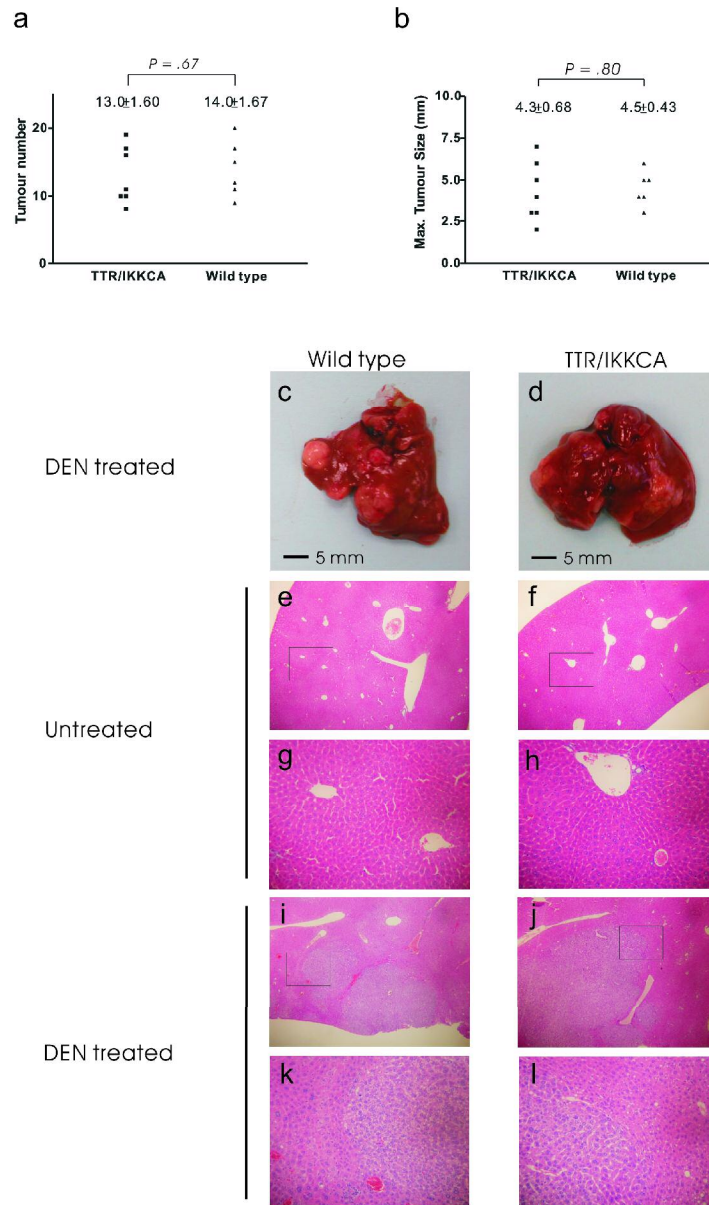 a
P = .67
13.0±1.60 14.0±1.67
Tumour number
20
10
0
TTR/IKKCA Wild type
b
P = .80
4.3±0.68 4.5±0.43
Max. Tumour Size (mm)
10.0
7.5
5.0
2.5
0.0
TTR/IKKCA Wild type
Wild type TTR/IKKCA
DEN treated
c
5 mm
d
5 mm
Untreated
e
f
g
h
DEN treated
i
j
k
l